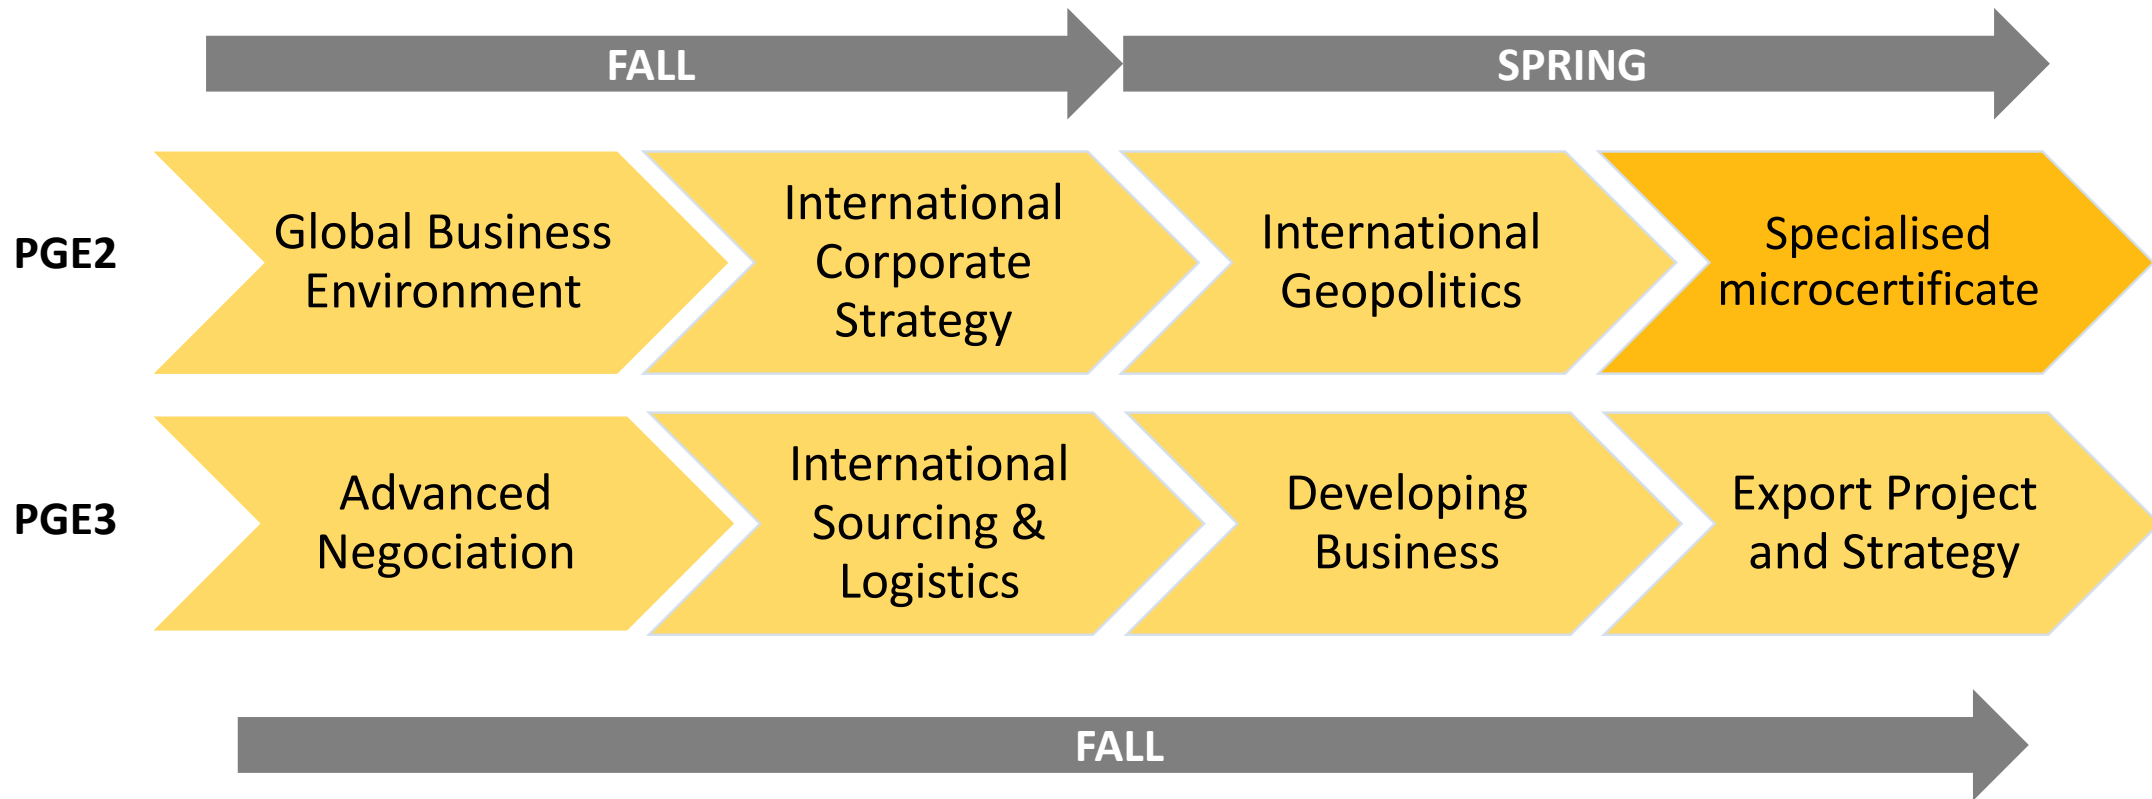 FALL
SPRING
PGE2
Global Business
Environment
International
Corporate
Strategy
International
Geopolitics
Specialised
microcertificate
PGE3
Advanced
Negociation
International
Sourcing &
Logistics
Developing
Business
Export Project
and Strategy
FALL